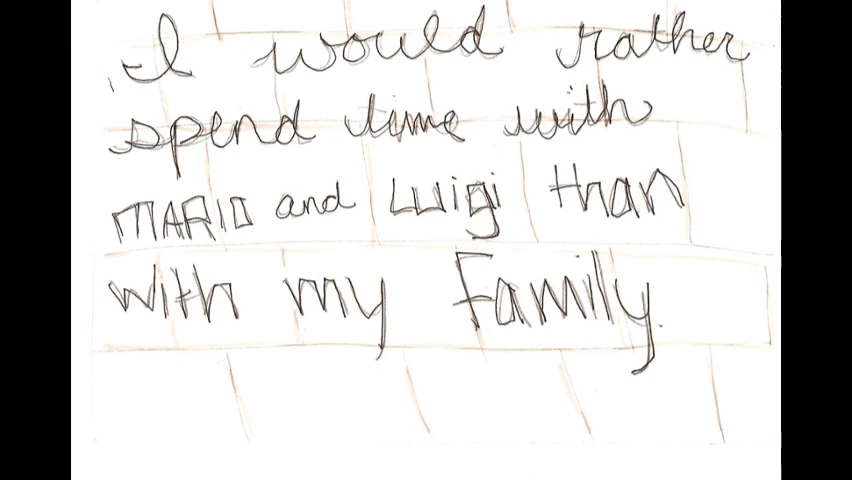 I would rather
spend time with
MARIO and Luigi than
with my Family.